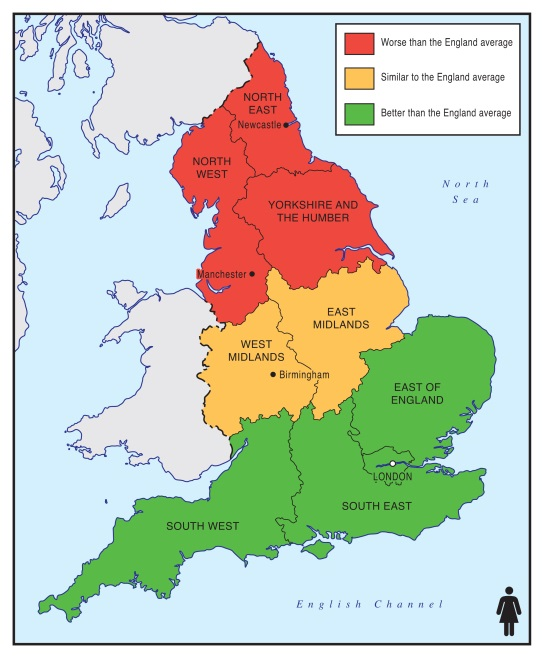 Worse than the England average
Similar to the England average
Better than the England average
NORTH
EAST
Newcastle
NORTH
WEST
North
Sea
YORKSHIRE AND
THE HUMBER
Manchester
EAST
MIDLANDS
WEST
MIDLANDS
Birmingham
EAST OF
ENGLAND
LONDON
SOUTH EAST
SOUTH WEST
English Channel